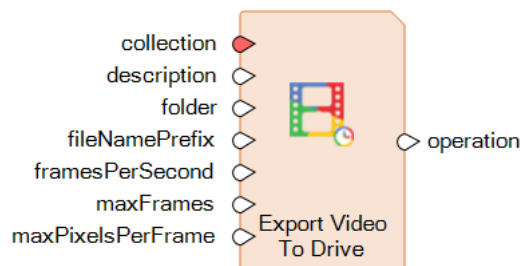 collection
description
folder
fileNamePrefix
framesPerSecond
maxFrames
maxPixelsPerFrame
operation
Export Video
To Drive